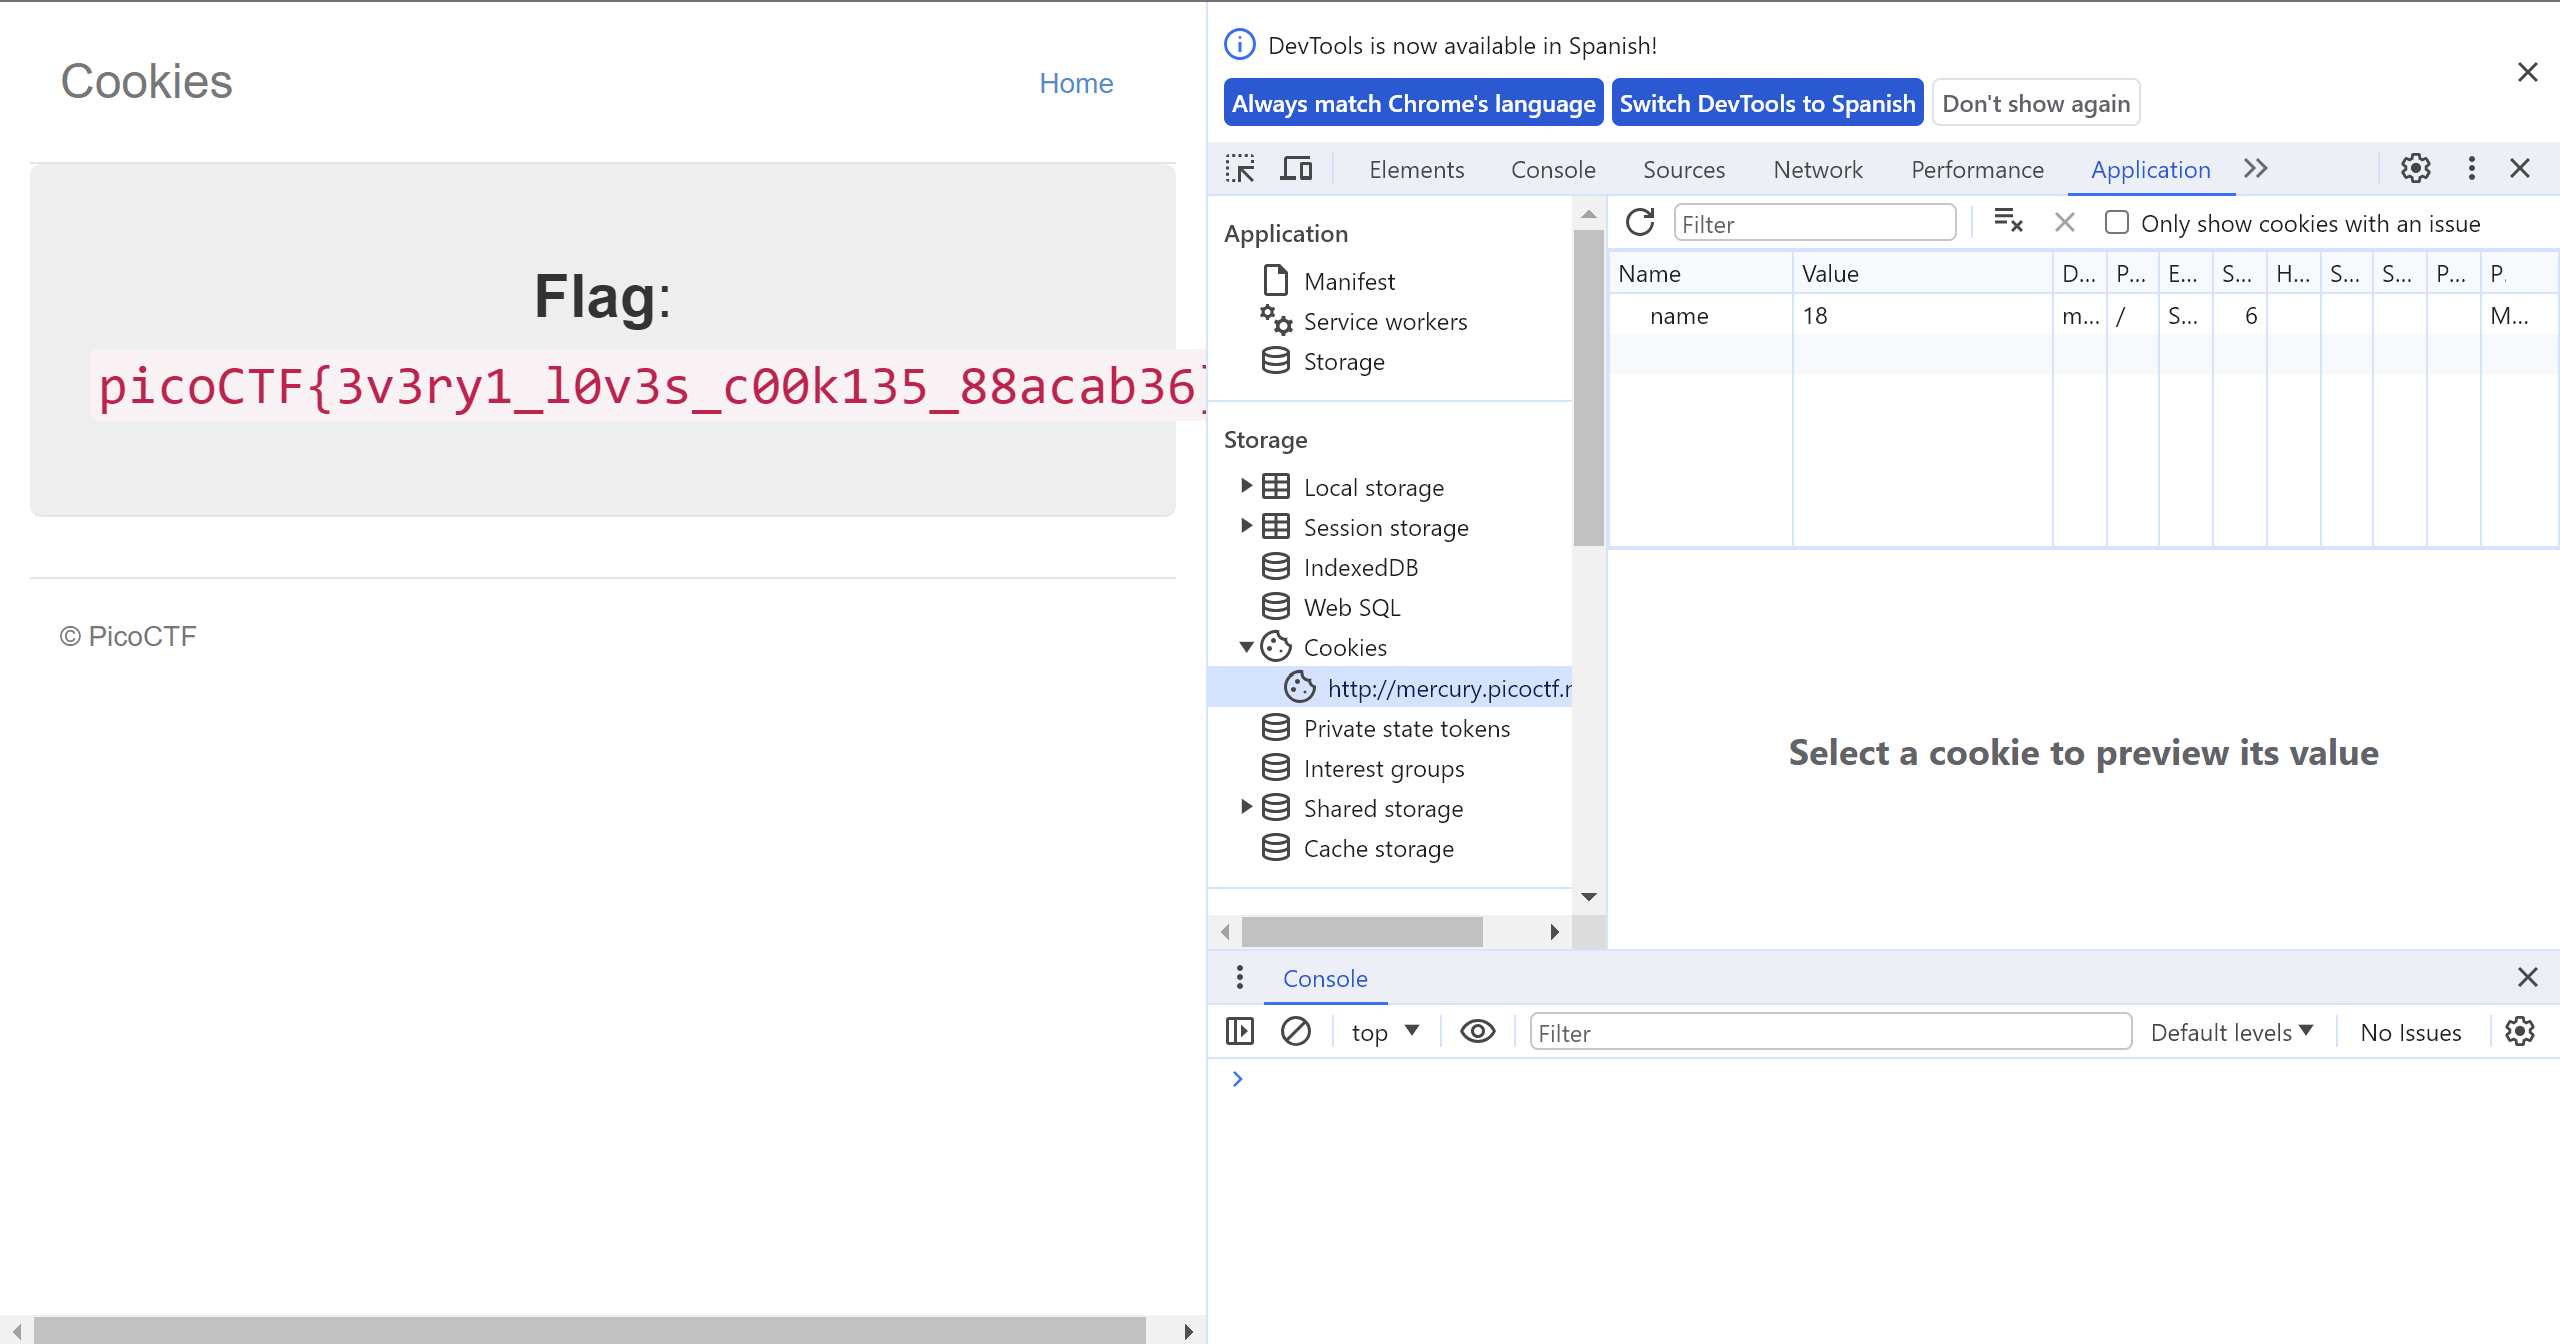 Cookies
Home
Flag:
picoCTF{3v3ry1_l0v3s_c00k135_88acab36}
© PicoCTF
DevTools is now available in Spanish!
Always match Chrome's language
Switch DevTools to Spanish
Don't show again
Elements Console Sources Network Performance Application
Application
Manifest
Service workers
Storage
Storage
Local storage
Session storage
IndexedDB
Web SQL
Cookies
http://mercury.picoctf.n
Private state tokens
Interest groups
Shared storage
Cache storage
Filter
Only show cookies with an issue
Name Value D... P... E... S... H... S... S... P... P.
name 18 m... / S... 6 M...
Select a cookie to preview its value
Console
top
Filter
Default levels
No Issues